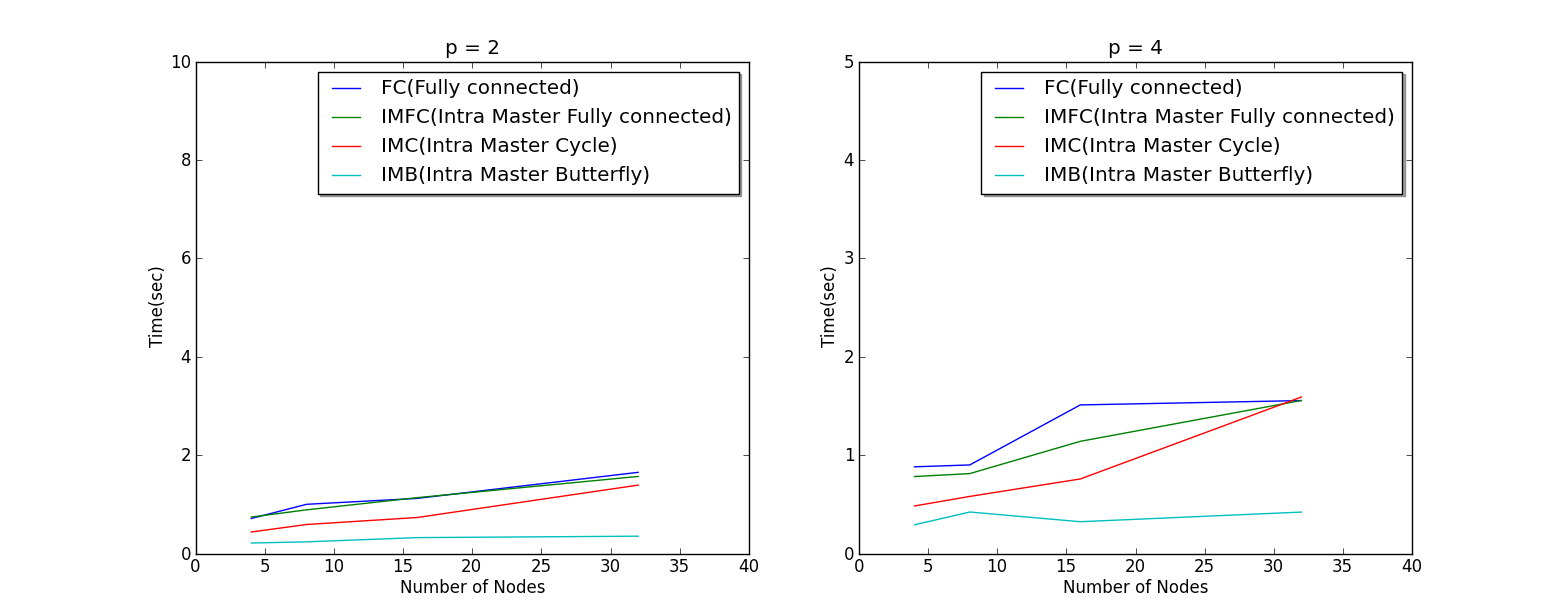 p = 2
10
8
6
4
2
0
Time(sec)
FC(Fully connected)
IMFC(Intra Master Fully connected)
IMC(Intra Master Cycle)
IMB(Intra Master Butterfly)
0 5 10 15 20 25 30 35 40
Number of Nodes
p = 4
5
4
3
2
1
0
Time(sec)
FC(Fully connected)
IMFC(Intra Master Fully connected)
IMC(Intra Master Cycle)
IMB(Intra Master Butterfly)
0 5 10 15 20 25 30 35 40
Number of Nodes